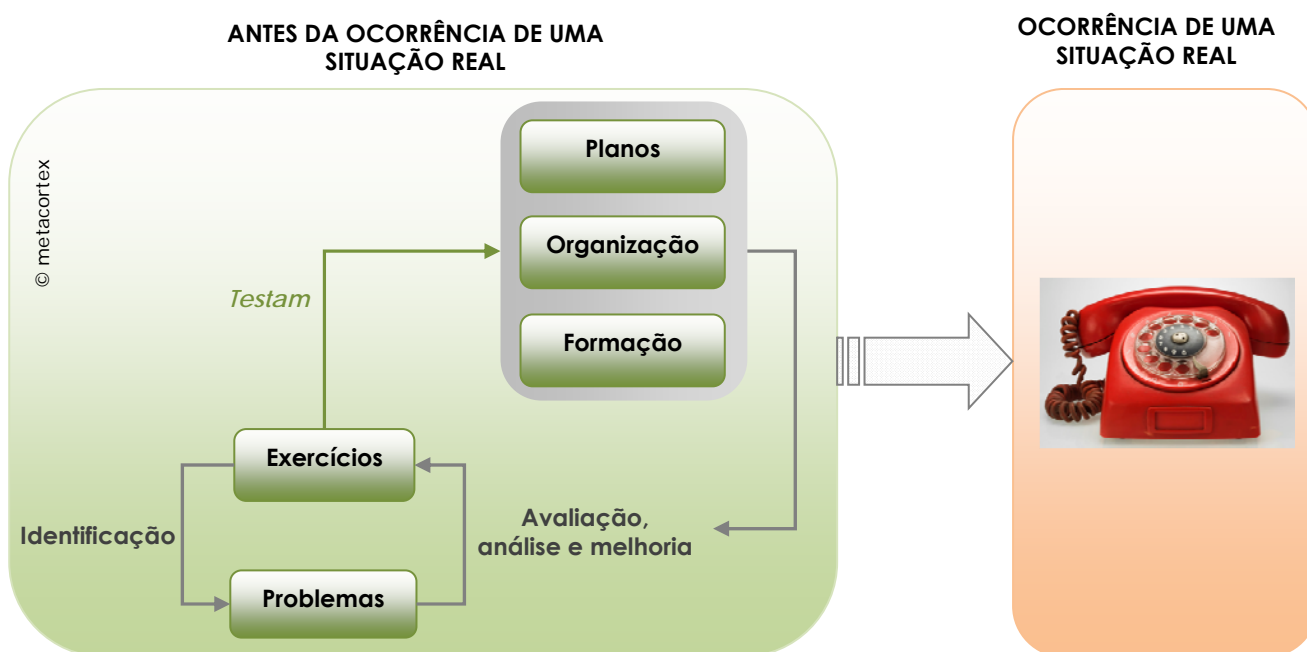 ANTES DA OCORRÊNCIA DE UMA
SITUAÇÃO REAL
OCORRÊNCIA DE UMA
SITUAÇÃO REAL
© metacortex
Planos
Organização
Formação
Testam
Exercícios
Identificação
Avaliação,
análise e melhoria
Problemas